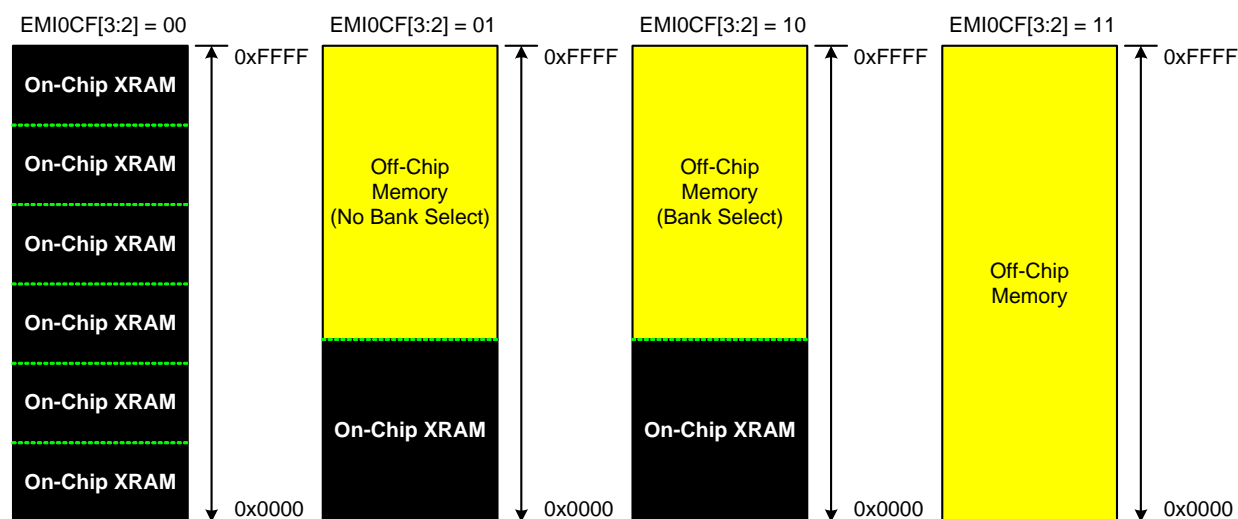 EMI0CF[3:2] = 00
0xFFFF
On-Chip XRAM
On-Chip XRAM
On-Chip XRAM
On-Chip XRAM
On-Chip XRAM
On-Chip XRAM
0x0000
EMI0CF[3:2] = 01
0xFFFF
Off-Chip
Memory
(No Bank Select)
On-Chip XRAM
0x0000
EMI0CF[3:2] = 10
0xFFFF
Off-Chip
Memory
(Bank Select)
On-Chip XRAM
0x0000
EMI0CF[3:2] = 11
0xFFFF
Off-Chip
Memory
0x0000